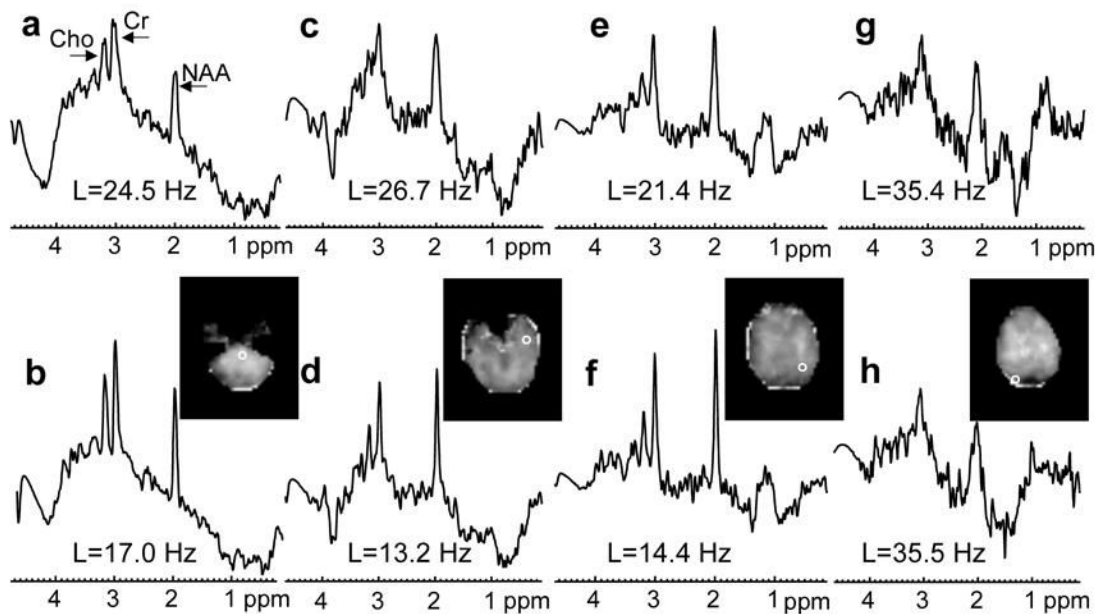 a
Cho
Cr
NAA
L=24.5 Hz
4 3 2 1 ppm
c
L=26.7 Hz
4 3 2 1 ppm
e
L=21.4 Hz
4 3 2 1 ppm
g
L=35.4 Hz
4 3 2 1 ppm
b
L=17.0 Hz
4 3 2 1 ppm
d
L=13.2 Hz
4 3 2 1 ppm
f
L=14.4 Hz
4 3 2 1 ppm
h
L=35.5 Hz
4 3 2 1 ppm